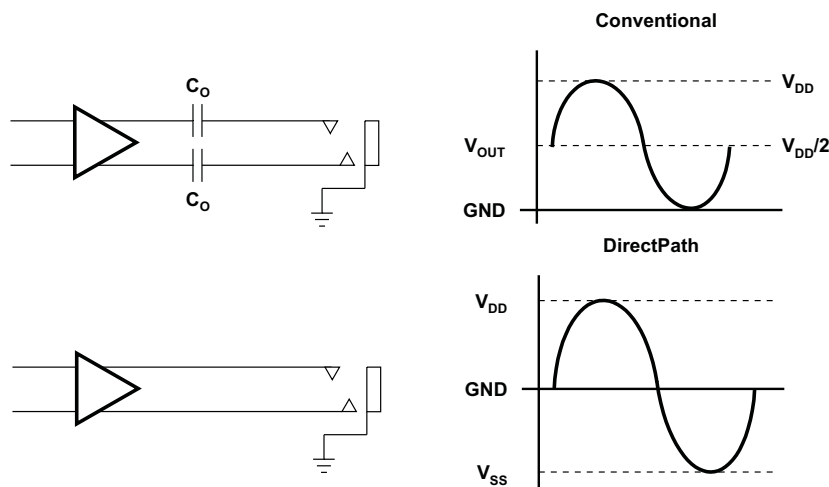 Conventional
C_O
V_DD
V_OUT
V_DD/2
C_O
GND
DirectPath
V_DD
GND
V_SS